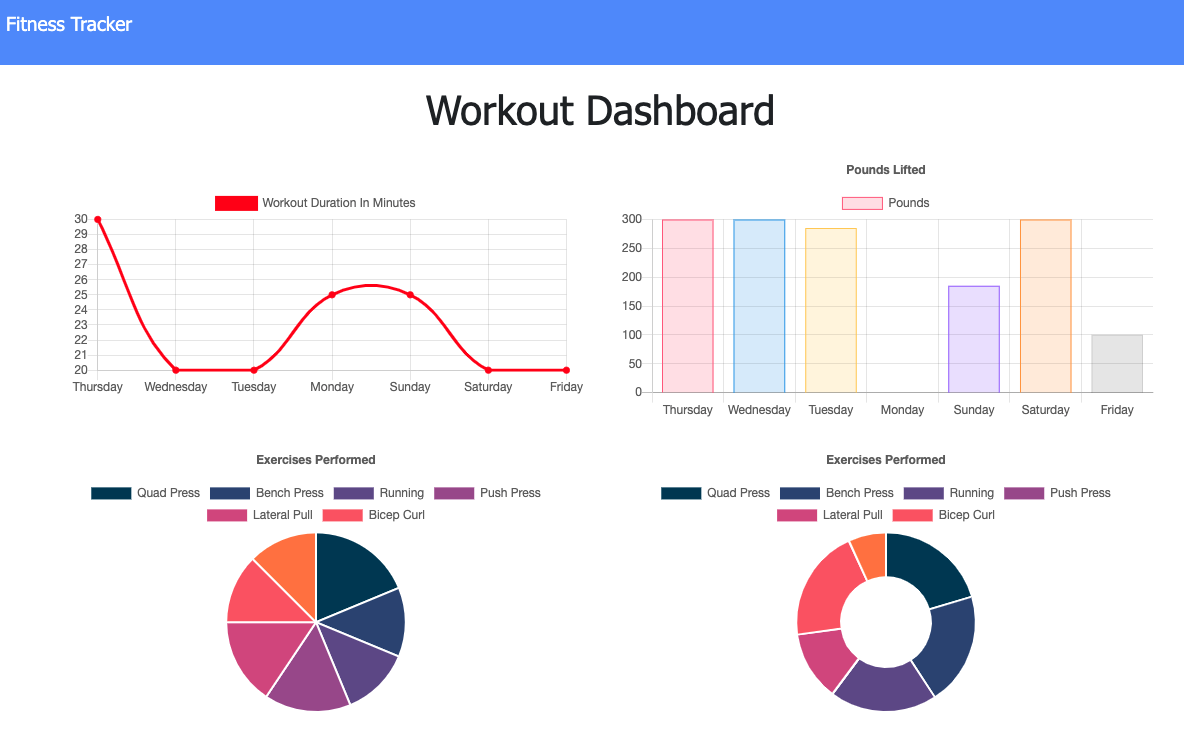 Fitness Tracker
Workout Dashboard
Workout Duration In Minutes
30
29
28
27
26
25
24
23
22
21
20
Thursday Wednesday Tuesday Monday Sunday Saturday Friday
Pounds Lifted
Pounds
300
250
200
150
100
50
0
Thursday Wednesday Tuesday Monday Sunday Saturday Friday
Exercises Performed
Quad Press Bench Press Running Push Press
Lateral Pull Bicep Curl
Exercises Performed
Quad Press Bench Press Running Push Press
Lateral Pull Bicep Curl